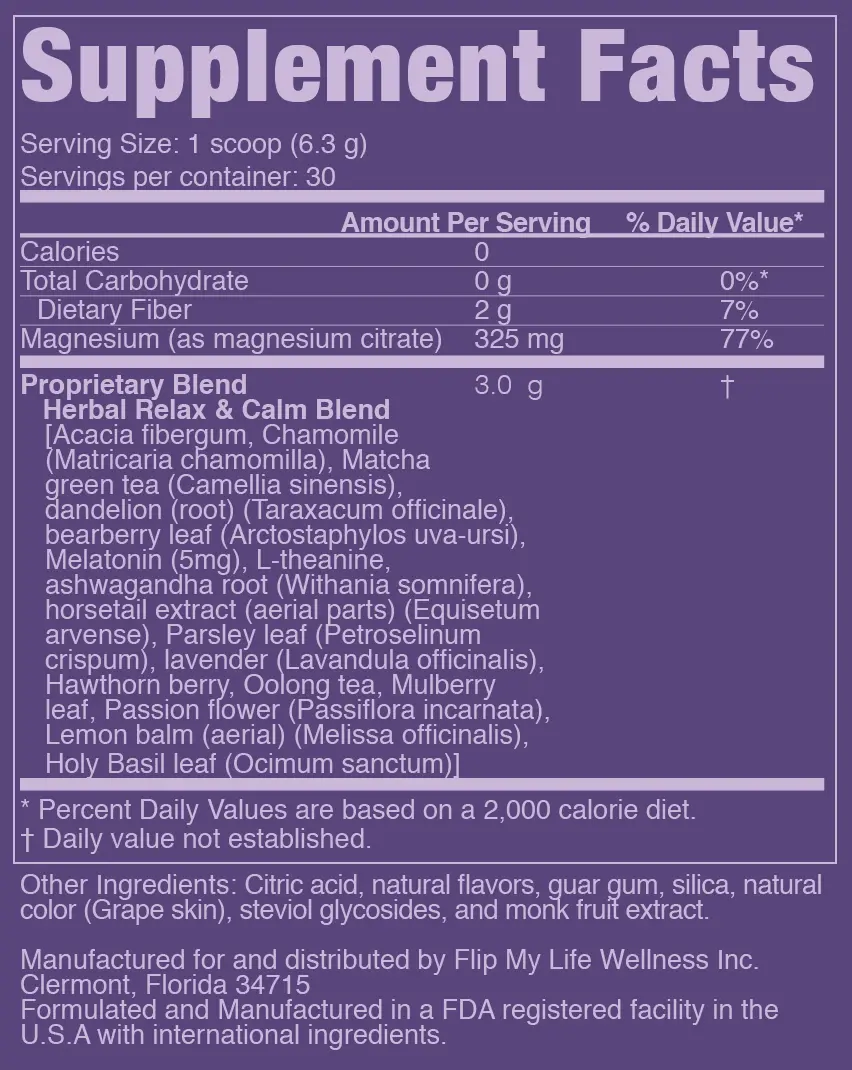 Supplement Facts
Serving Size: 1 scoop (6.3 g)
Servings per container: 30
Amount Per Serving % Daily Value*
Calories 0
Total Carbohydrate 0 g 0%*
Dietary Fiber 2 g 7%
Magnesium (as magnesium citrate) 325 mg 77%
Proprietary Blend 3.0 g †
Herbal Relax & Calm Blend
[Acacia fibergum, Chamomile
(Matricaria chamomilla), Matcha
green tea (Camellia sinensis),
dandelion (root) (Taraxacum officinale),
bearberry leaf (Arctostaphylos uva-ursi),
Melatonin (5mg), L-theanine,
ashwagandha root (Withania somnifera),
horsetail extract (aerial parts) (Equisetum
arvense), Parsley leaf (Petroselinum
crispum), lavender (Lavandula officinalis),
Hawthorn berry, Oolong tea, Mulberry
leaf, Passion flower (Passiflora incarnata),
Lemon balm (aerial) (Melissa officinalis),
Holy Basil leaf (Ocimum sanctum)]
* Percent Daily Values are based on a 2,000 calorie diet.
† Daily value not established.
Other Ingredients: Citric acid, natural flavors, guar gum, silica, natural
color (Grape skin), steviol glycosides, and monk fruit extract.
Manufactured for and distributed by Flip My Life Wellness Inc.
Clermont, Florida 34715
Formulated and Manufactured in a FDA registered facility in the
U.S.A with international ingredients.